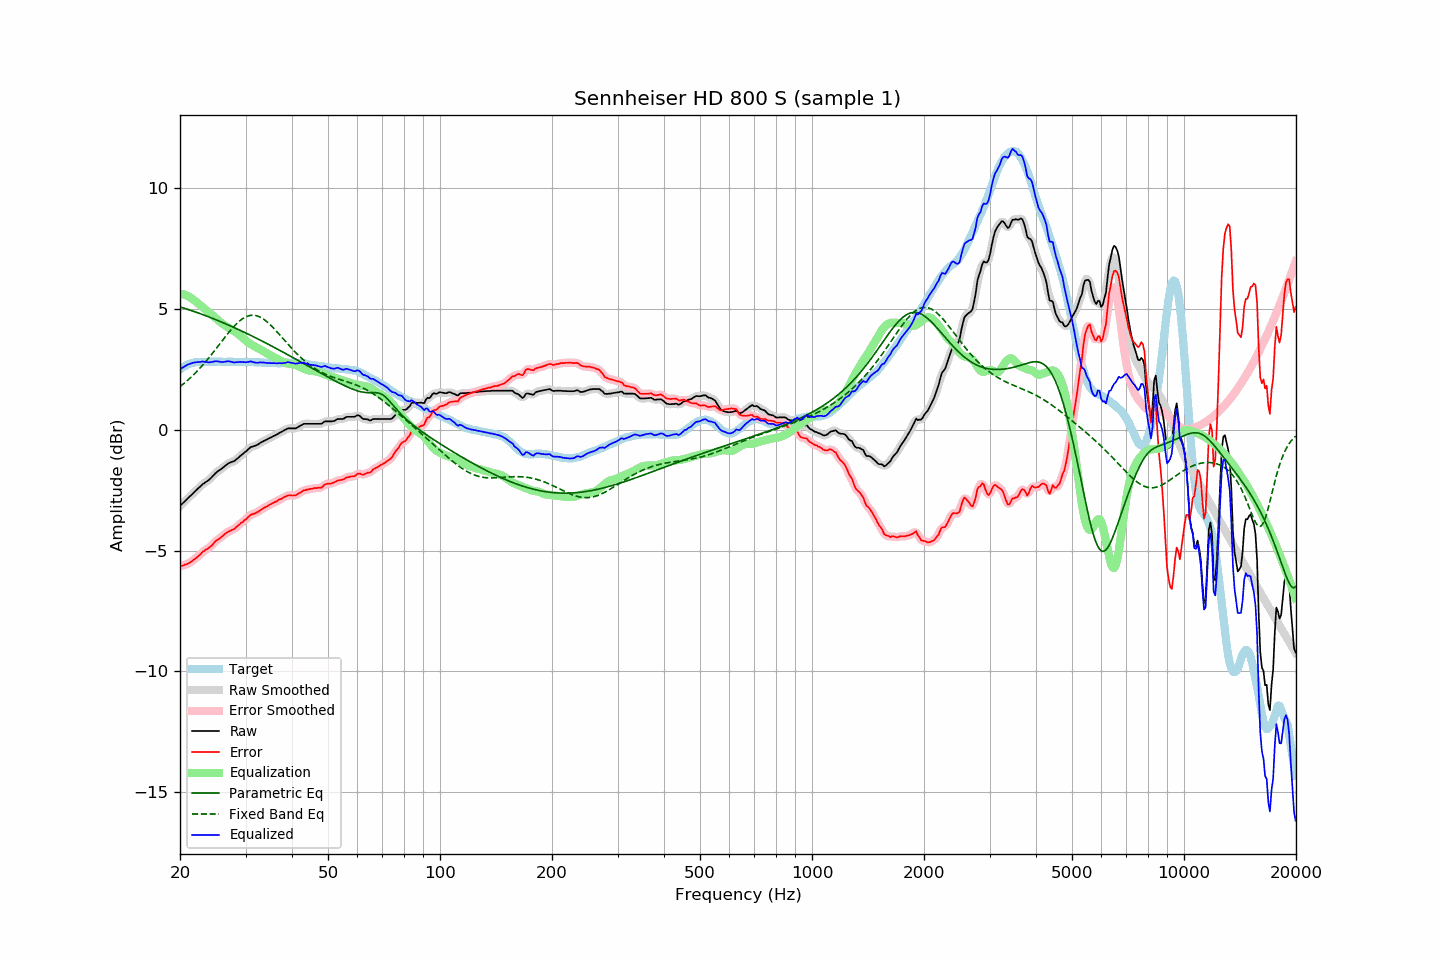 Sennheiser HD 800 S (sample 1)
Amplitude (dBr)
10
5
0
−5
−10
−15
Target
Raw Smoothed
Error Smoothed
Raw
Error
Equalization
Parametric Eq
Fixed Band Eq
Equalized
20 50 100 200 500 1000 2000 5000 10000 20000
Frequency (Hz)